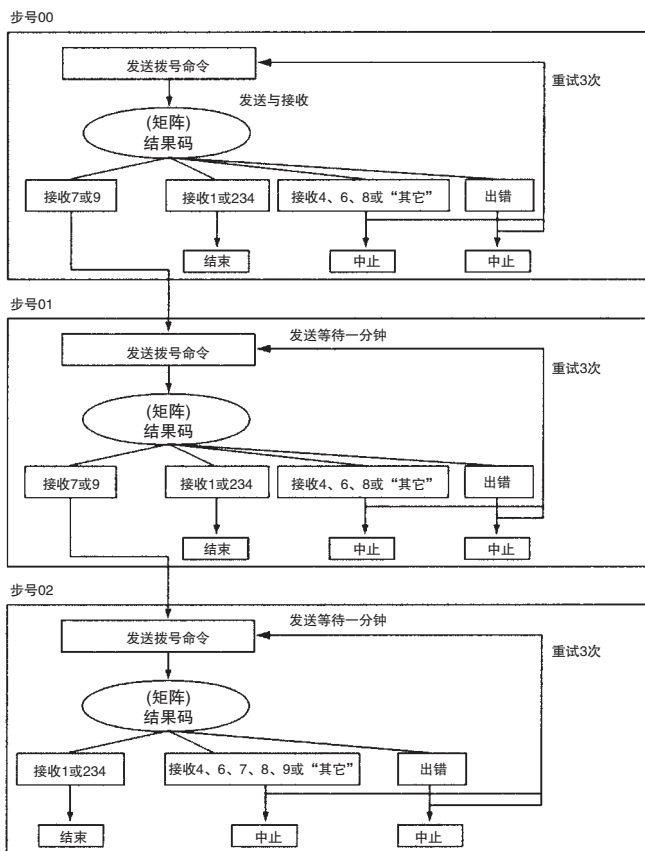 步号00
发送拨号命令
重试3次
发送与接收
(矩阵)
结果码
接收7或9
接收1或234
接收4、6、8或“其它”
出错
结束
中止
中止
步号01
发送等待一分钟
发送拨号命令
重试3次
(矩阵)
结果码
接收7或9
接收1或234
接收4、6、8或“其它”
出错
结束
中止
中止
步号02
发送等待一分钟
发送拨号命令
重试3次
(矩阵)
结果码
接收1或234
接收4、6、7、8、9或“其它”
出错
结束
中止
中止